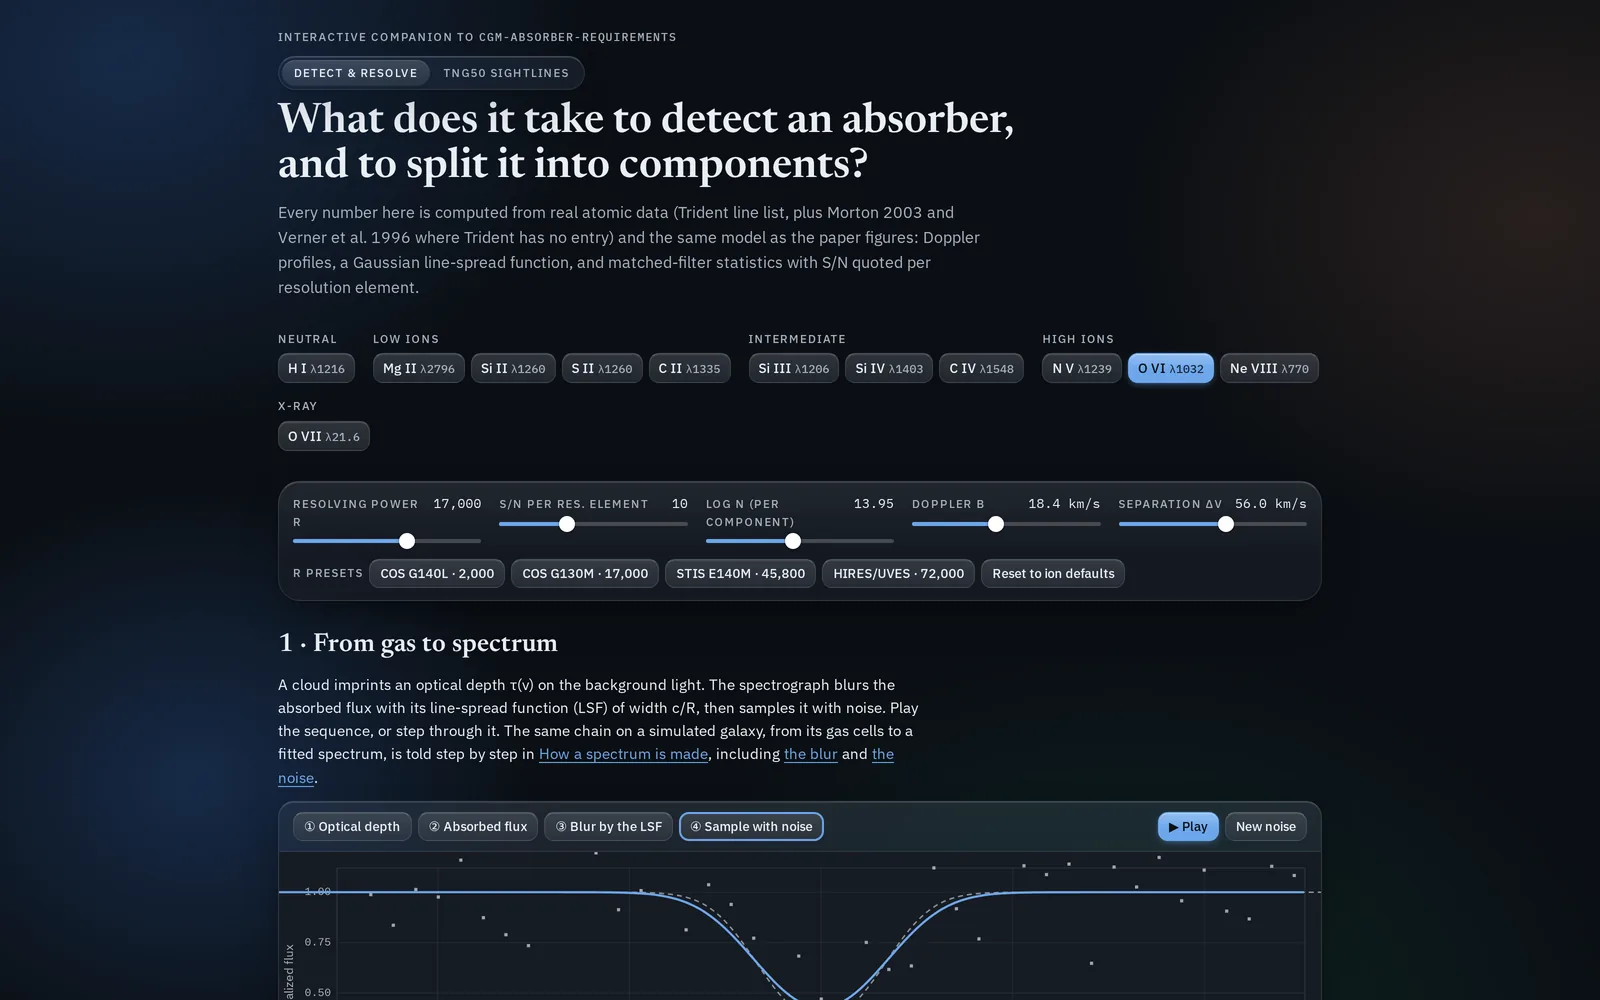 INTERACTIVE COMPANION TO CGM-ABSORBER-REQUIREMENTS
DETECT & RESOLVE TNG50 SIGHTLINES
What does it take to detect an absorber,
and to split it into components?
Every number here is computed from real atomic data (Trident line list, plus Morton 2003 and
Verner et al. 1996 where Trident has no entry) and the same model as the paper figures: Doppler
profiles, a Gaussian line-spread function, and matched-filter statistics with S/N quoted per
resolution element.
NEUTRAL LOW IONS INTERMEDIATE HIGH IONS
H I λ1216 Mg II λ2796 Si II λ1260 S II λ1260 C II λ1335 Si III λ1206 Si IV λ1403 C IV λ1548 N V λ1239 O VI λ1032 Ne VIII λ770
X-RAY
O VII λ21.6
RESOLVING POWER R 17,000 S/N PER RES. ELEMENT 10 LOG N (PER COMPONENT) 13.95 DOPPLER B 18.4 km/s SEPARATION ΔV 56.0 km/s
R PRESETS COS G140L · 2,000 COS G130M · 17,000 STIS E140M · 45,800 HIRES/UVES · 72,000 Reset to ion defaults
1 · From gas to spectrum
A cloud imprints an optical depth τ(v) on the background light. The spectrograph blurs the
absorbed flux with its line-spread function (LSF) of width c/R, then samples it with noise. Play
the sequence, or step through it. The same chain on a simulated galaxy, from its gas cells to a
fitted spectrum, is told step by step in How a spectrum is made, including the blur and the
noise.
① Optical depth ② Absorbed flux ③ Blur by the LSF ④ Sample with noise ▶ Play New noise
1.00
0.75
0.50